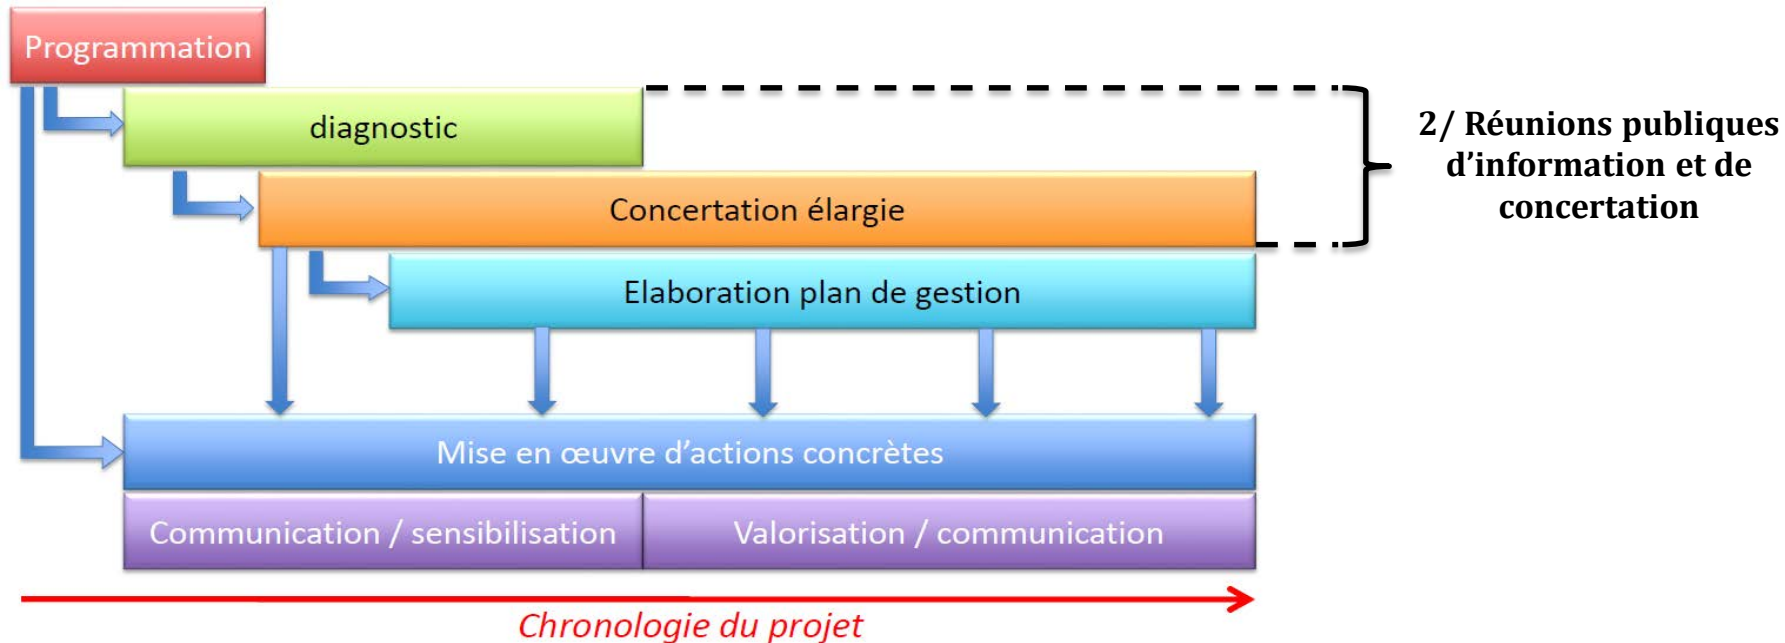 Programmation
diagnostic
2/ Réunions publiques
d’information et de
concertation
Concertation élargie
Elaboration plan de gestion
Mise en œuvre d’actions concrètes
Communication / sensibilisation
Valorisation / communication
Chronologie du projet